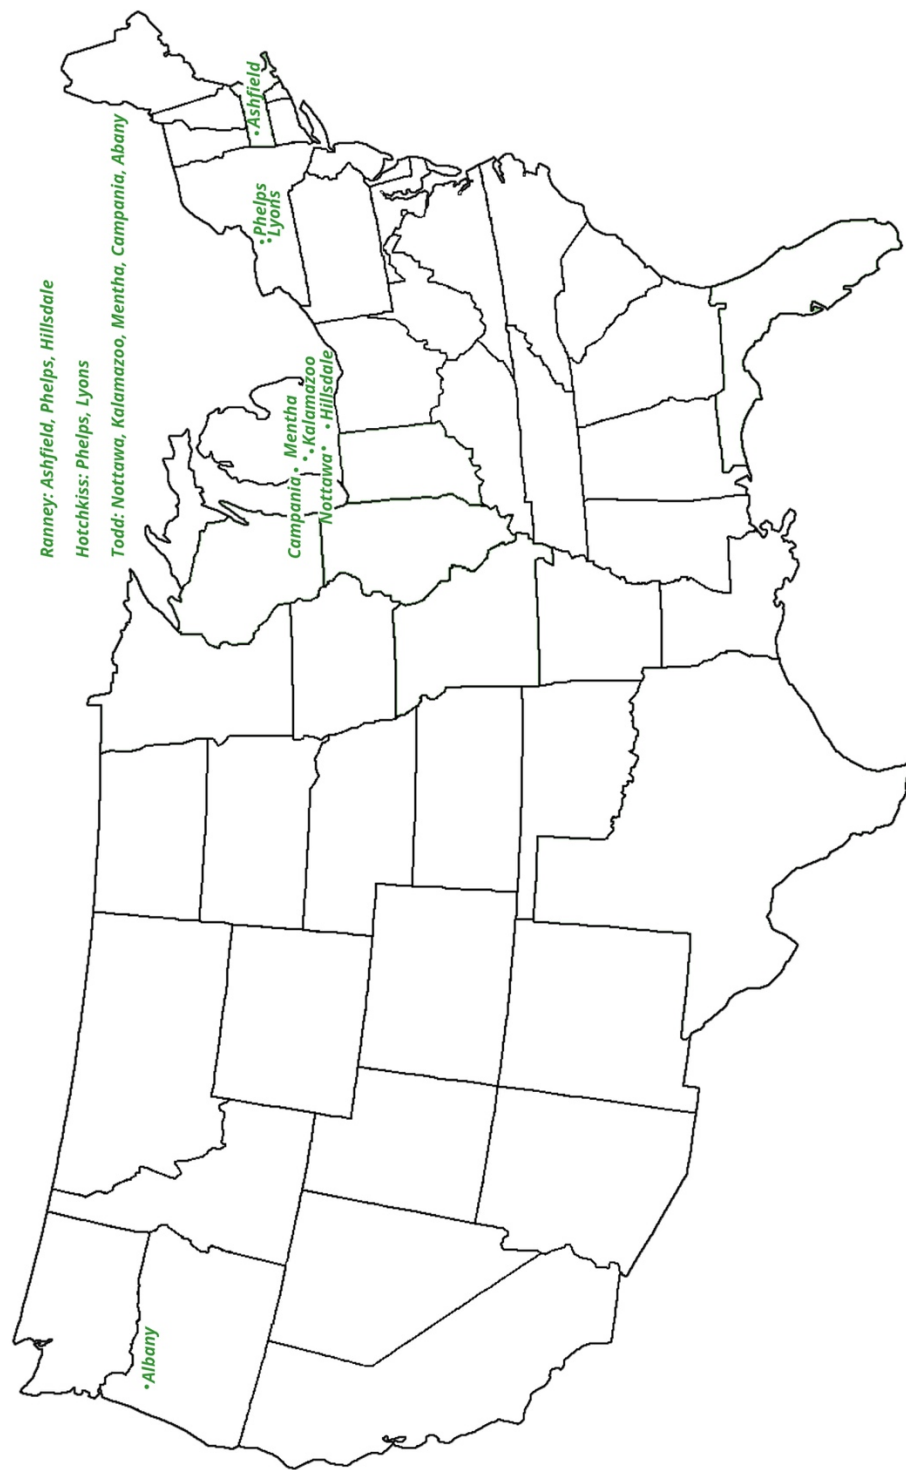 Ranney: Ashfield, Phelps, Hillsdale
Hotchkiss: Phelps, Lyons
Todd: Nottawa, Kalamazoo, Mentha, Campania, Abany
Albany
Campania
Mentha
Kalamazoo
Nottawa
Hillsdale
Phelps
Lyons
Ashfield